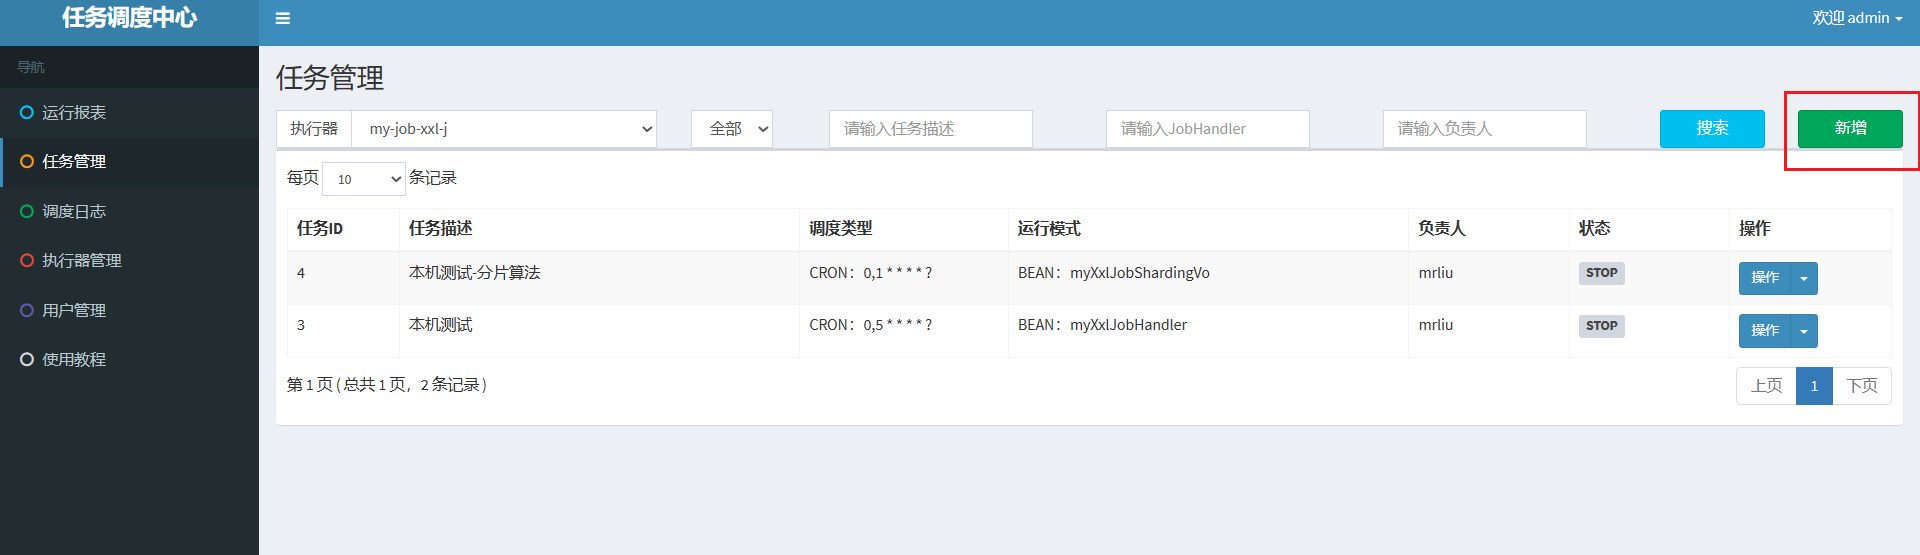 任务调度中心
欢迎 admin
导航
运行报表
任务管理
调度日志
执行器管理
用户管理
使用教程
任务管理
执行器 my-job-xxl-j 全部 请输入任务描述 请输入JobHandler 请输入负责人 搜索 新增
每页 10 条记录
任务ID 任务描述 调度类型 运行模式 负责人 状态 操作
4 本机测试-分片算法 CRON：0,1 * * * * ? BEAN：myXxlJobShardingVo mrliu STOP 操作
3 本机测试 CRON：0,5 * * * * ? BEAN：myXxlJobHandler mrliu STOP 操作
第 1 页 ( 总共 1 页，2 条记录 ) 上页 1 下页